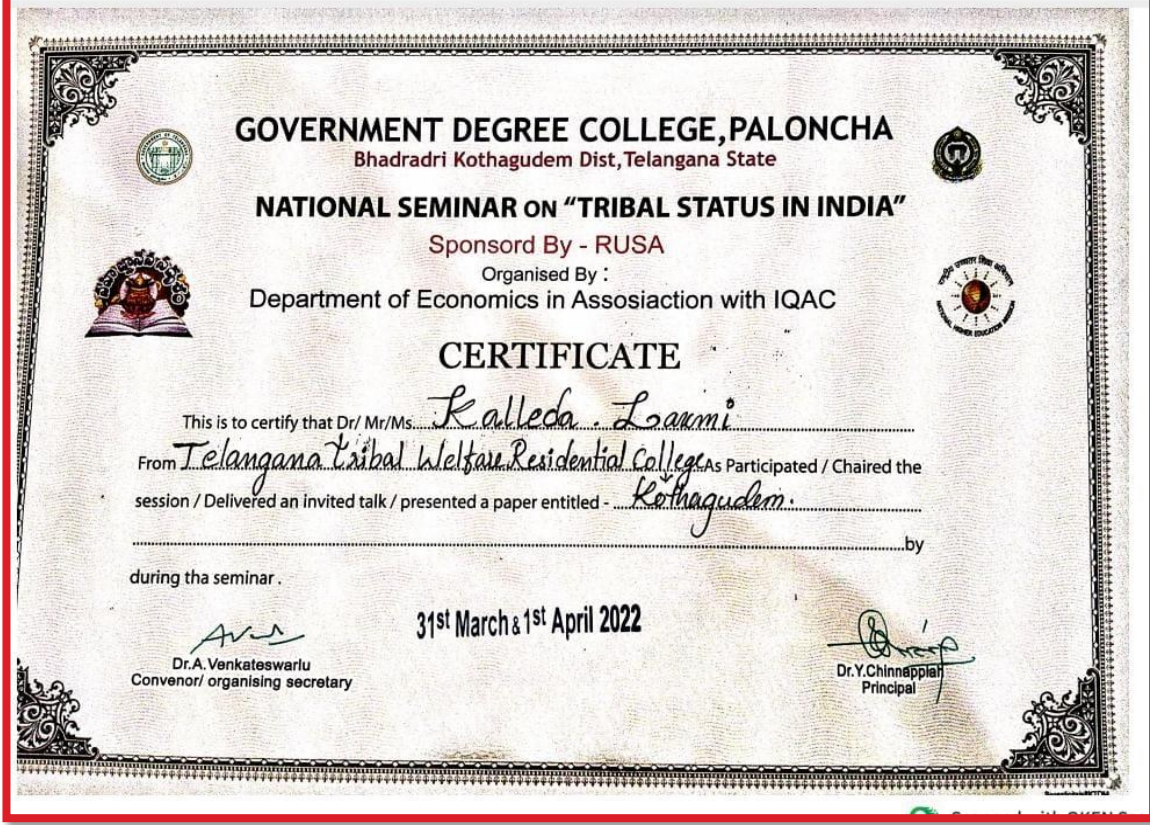 GOVERNMENT DEGREE COLLEGE,PALONCHA
Bhadradri Kothagudem Dist,Telangana State
NATIONAL SEMINAR ON “TRIBAL STATUS IN INDIA”
Sponsord By - RUSA
Organised By :
Department of Economics in Assosiaction with IQAC
CERTIFICATE
This is to certify that Dr/ Mr/Ms. Kalleda . Laxmi
From Telangana Tribal Welfare Residential College As Participated / Chaired the
session / Delivered an invited talk / presented a paper entitled - Kothagudem.
by
during tha seminar .
31st March & 1st April 2022
Dr.A.Venkateswarlu
Convenor/ organising secretary
Dr.Y.Chinnappiah
Principal